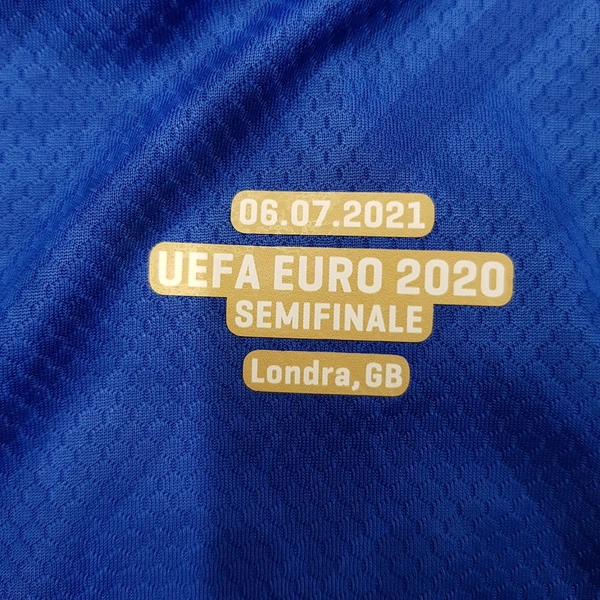 06.07.2021
UEFA EURO 2020
SEMIFINALE
Londra, GB